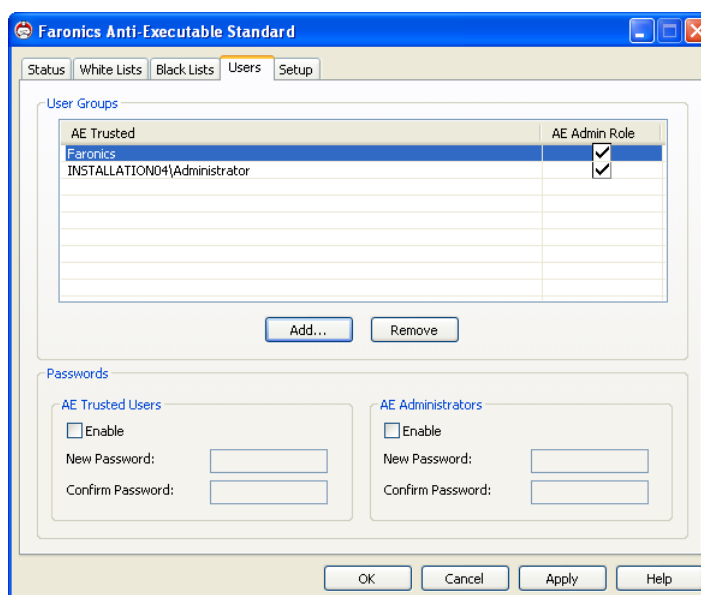 Faronics Anti-Executable Standard
Status White Lists Black Lists Users Setup
User Groups
AE Trusted AE Admin Role
Faronics
INSTALLATION04\Administrator
Add... Remove
Passwords
AE Trusted Users AE Administrators
Enable Enable
New Password: New Password:
Confirm Password: Confirm Password:
OK Cancel Apply Help